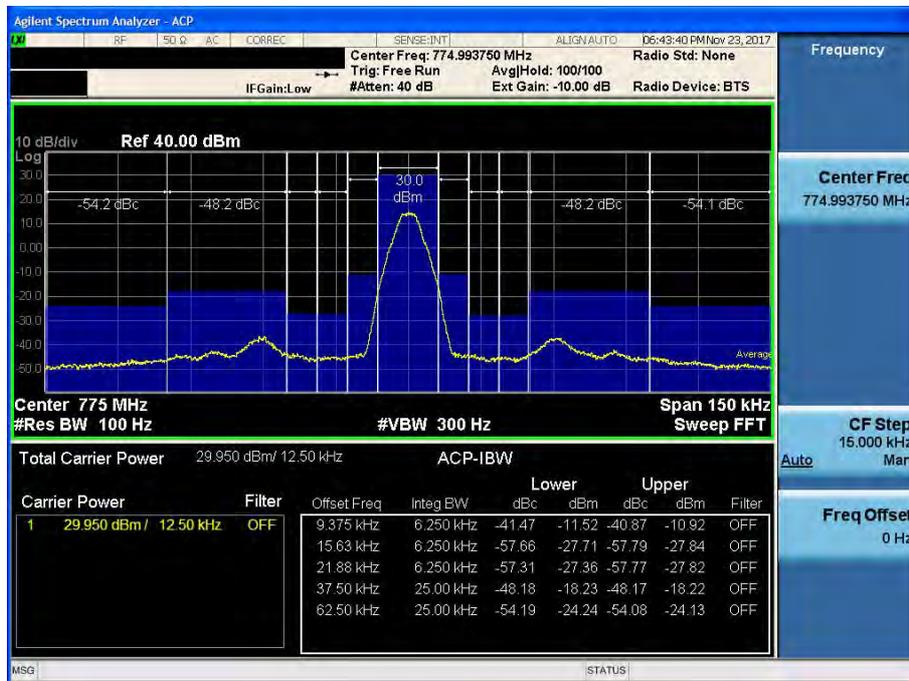 Agilent Spectrum Analyzer - ACP
LXI RF 50 Ω AC CORREC SENSE:INT ALIGN AUTO 06:43:40 PM Nov 23, 2017
Center Freq: 774.993750 MHz Radio Std: None
Trig: Free Run Avg|Hold: 100/100
IFGain:Low #Atten: 40 dB Ext Gain: -10.00 dB Radio Device: BTS
Frequency
10 dB/div Ref 40.00 dBm
Log
30.0
20.0
10.0
0.00
-10.0
-20.0
-30.0
-40.0
-50.0
30.0
dBm
-54.2 dBc -48.2 dBc -48.2 dBc -54.1 dBc
Average
Center 775 MHz Span 150 kHz
#Res BW 100 Hz #VBW 300 Hz Sweep FFT
Center Freq
774.993750 MHz
CF Step
15.000 kHz
Auto Man
Freq Offset
0 Hz
Total Carrier Power 29.950 dBm/ 12.50 kHz ACP-IBW
Lower Upper
Carrier Power Filter
1 29.950 dBm / 12.50 kHz OFF
Offset Freq Integ BW dBc dBm dBc dBm Filter
9.375 kHz 6.250 kHz -41.47 -11.52 -40.87 -10.92 OFF
15.63 kHz 6.250 kHz -57.66 -27.71 -57.79 -27.84 OFF
21.88 kHz 6.250 kHz -57.31 -27.36 -57.77 -27.82 OFF
37.50 kHz 25.00 kHz -48.18 -18.23 -48.17 -18.22 OFF
62.50 kHz 25.00 kHz -54.19 -24.24 -54.08 -24.13 OFF
MSG STATUS